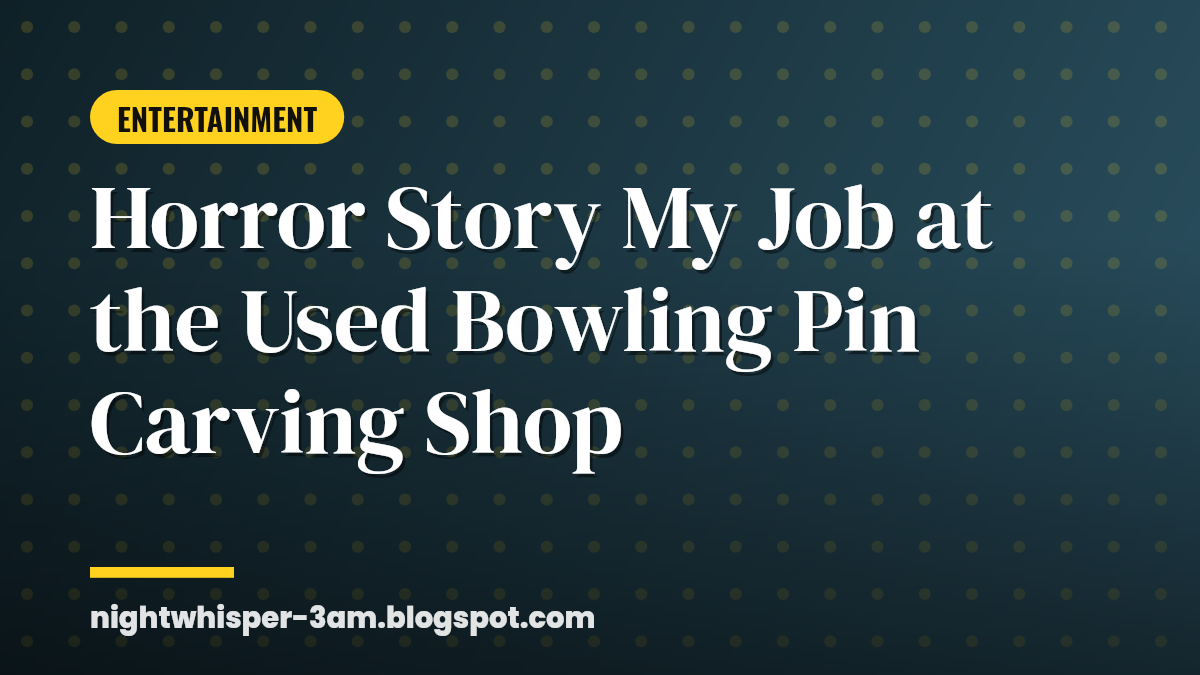 ENTERTAINMENT
Horror Story My Job at
the Used Bowling Pin
Carving Shop
nightwhisper-3am.blogspot.com